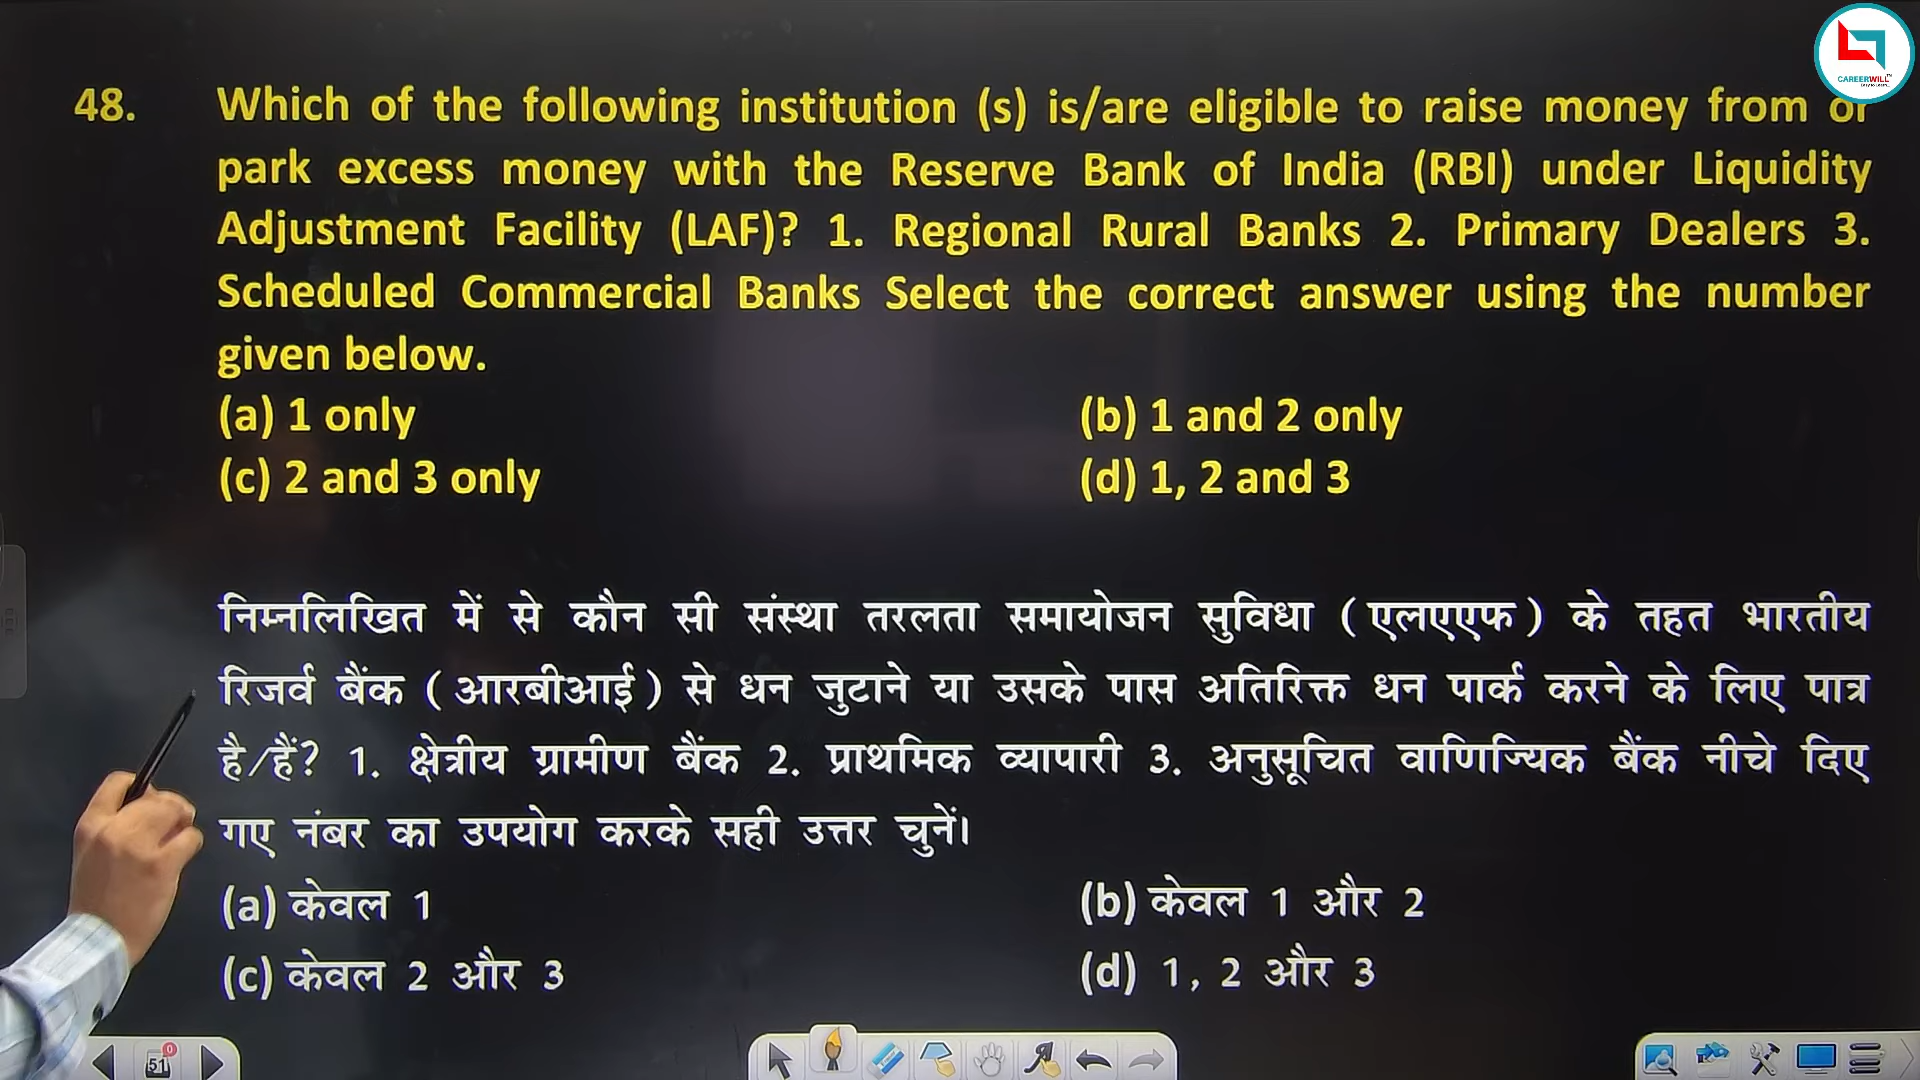 CAREERWILL
48. Which of the following institution (s) is/are eligible to raise money from or
park excess money with the Reserve Bank of India (RBI) under Liquidity
Adjustment Facility (LAF)? 1. Regional Rural Banks 2. Primary Dealers 3.
Scheduled Commercial Banks Select the correct answer using the number
given below.
(a) 1 only (b) 1 and 2 only
(c) 2 and 3 only (d) 1, 2 and 3
निम्नलिखित में से कौन सी संस्था तरलता समायोजन सुविधा (एलएएफ) के तहत भारतीय
रिजर्व बैंक (आरबीआई) से धन जुटाने या उसके पास अतिरिक्त धन पार्क करने के लिए पात्र
है/हैं? 1. क्षेत्रीय ग्रामीण बैंक 2. प्राथमिक व्यापारी 3. अनुसूचित वाणिज्यिक बैंक नीचे दिए
गए नंबर का उपयोग करके सही उत्तर चुनें।
(a) केवल 1 (b) केवल 1 और 2
(c) केवल 2 और 3 (d) 1, 2 और 3
51 0